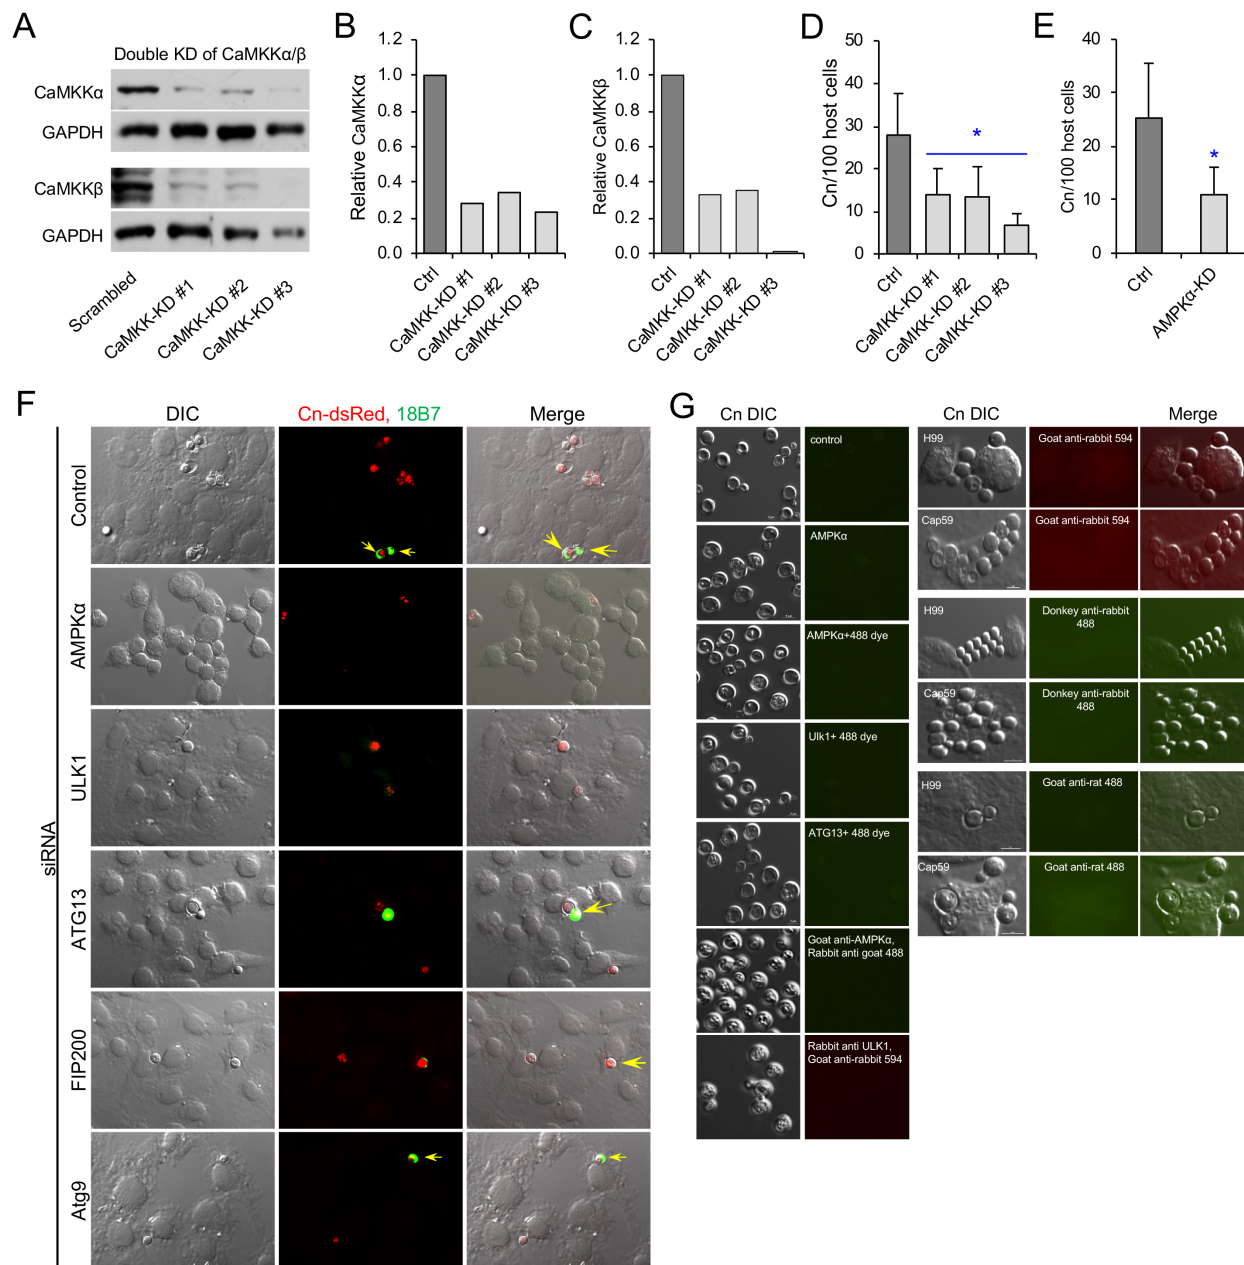 A
Double KD of CaMKKα/β
CaMKKα
GAPDH
CaMKKβ
GAPDH
Scrambled
CaMKK-KD #1
CaMKK-KD #2
CaMKK-KD #3
B
Relative CaMKKα
1.2
1.0
0.8
0.6
0.4
0.2
0.0
Ctrl
CaMKK-KD #1
CaMKK-KD #2
CaMKK-KD #3
C
Relative CaMKKβ
1.2
1.0
0.8
0.6
0.4
0.2
0.0
Ctrl
CaMKK-KD #1
CaMKK-KD #2
CaMKK-KD #3
D
Cn/100 host cells
50
40
30
20
10
0
*
Ctrl
CaMKK-KD #1
CaMKK-KD #2
CaMKK-KD #3
E
Cn/100 host cells
40
30
20
10
0
*
Ctrl
AMPKα-KD
F
DIC
Cn-dsRed, 18B7
Merge
siRNA
Control
AMPKα
ULK1
ATG13
FIP200
Atg9
G
Cn DIC
control
AMPKα
AMPKα+488 dye
Ulk1+ 488 dye
ATG13+ 488 dye
Goat anti-AMPKα,
Rabbit anti goat 488
Rabbit anti ULK1,
Goat anti-rabbit 594
Cn DIC
Merge
H99
Goat anti-rabbit 594
Cap59
Goat anti-rabbit 594
H99
Donkey anti-rabbit
488
Cap59
Donkey anti-rabbit
488
H99
Goat anti-rat 488
Cap59
Goat anti-rat 488